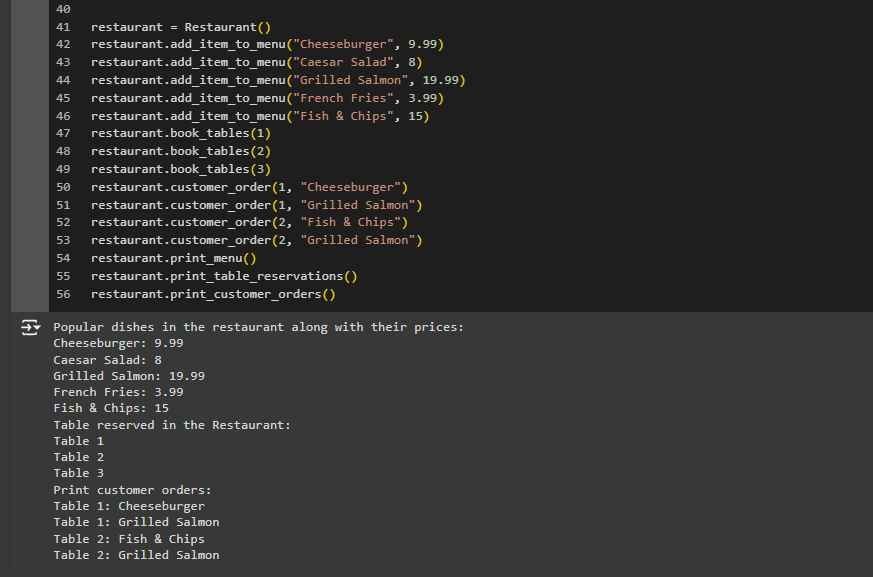 40
41 restaurant = Restaurant()
42 restaurant.add_item_to_menu("Cheeseburger", 9.99)
43 restaurant.add_item_to_menu("Caesar Salad", 8)
44 restaurant.add_item_to_menu("Grilled Salmon", 19.99)
45 restaurant.add_item_to_menu("French Fries", 3.99)
46 restaurant.add_item_to_menu("Fish & Chips", 15)
47 restaurant.book_tables(1)
48 restaurant.book_tables(2)
49 restaurant.book_tables(3)
50 restaurant.customer_order(1, "Cheeseburger")
51 restaurant.customer_order(1, "Grilled Salmon")
52 restaurant.customer_order(2, "Fish & Chips")
53 restaurant.customer_order(2, "Grilled Salmon")
54 restaurant.print_menu()
55 restaurant.print_table_reservations()
56 restaurant.print_customer_orders()
Popular dishes in the restaurant along with their prices:
Cheeseburger: 9.99
Caesar Salad: 8
Grilled Salmon: 19.99
French Fries: 3.99
Fish & Chips: 15
Table reserved in the Restaurant:
Table 1
Table 2
Table 3
Print customer orders:
Table 1: Cheeseburger
Table 1: Grilled Salmon
Table 2: Fish & Chips
Table 2: Grilled Salmon